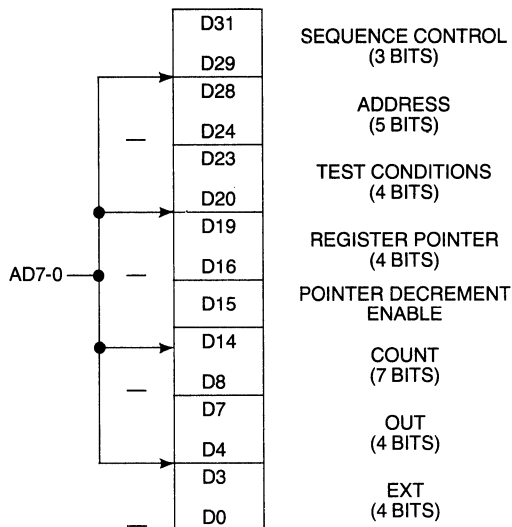 D31
SEQUENCE CONTROL
(3 BITS)
D29
D28
ADDRESS
(5 BITS)
D24
D23
TEST CONDITIONS
(4 BITS)
D20
D19
REGISTER POINTER
(4 BITS)
D16
AD7-0
D15
POINTER DECREMENT
ENABLE
D14
COUNT
(7 BITS)
D8
D7
OUT
(4 BITS)
D4
D3
EXT
(4 BITS)
D0